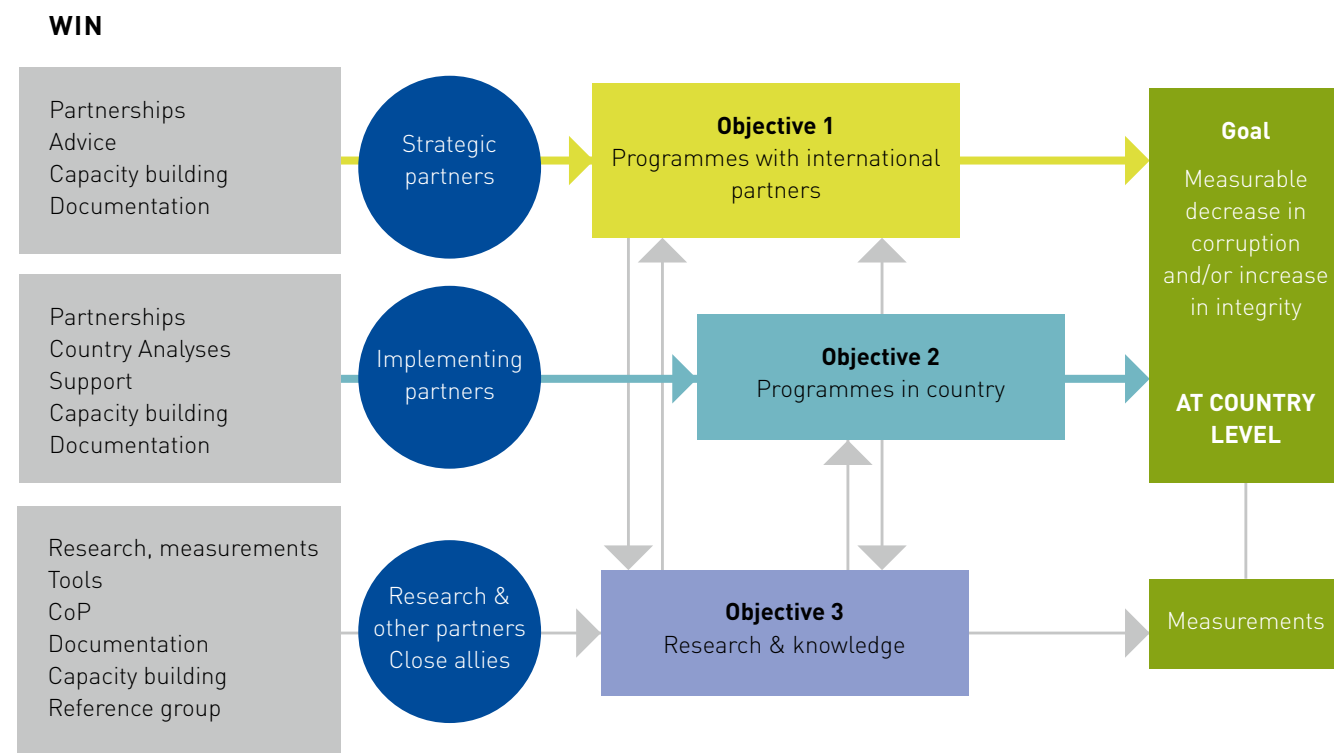 WIN
Partnerships
Advice
Capacity building
Documentation
Strategic
partners
Objective 1
Programmes with international
partners
Goal
Measurable
decrease in
corruption
and/or increase
in integrity
AT COUNTRY
LEVEL
Partnerships
Country Analyses
Support
Capacity building
Documentation
Implementing
partners
Objective 2
Programmes in country
Research, measurements
Tools
CoP
Documentation
Capacity building
Reference group
Research &
other partners
Close allies
Objective 3
Research & knowledge
Measurements